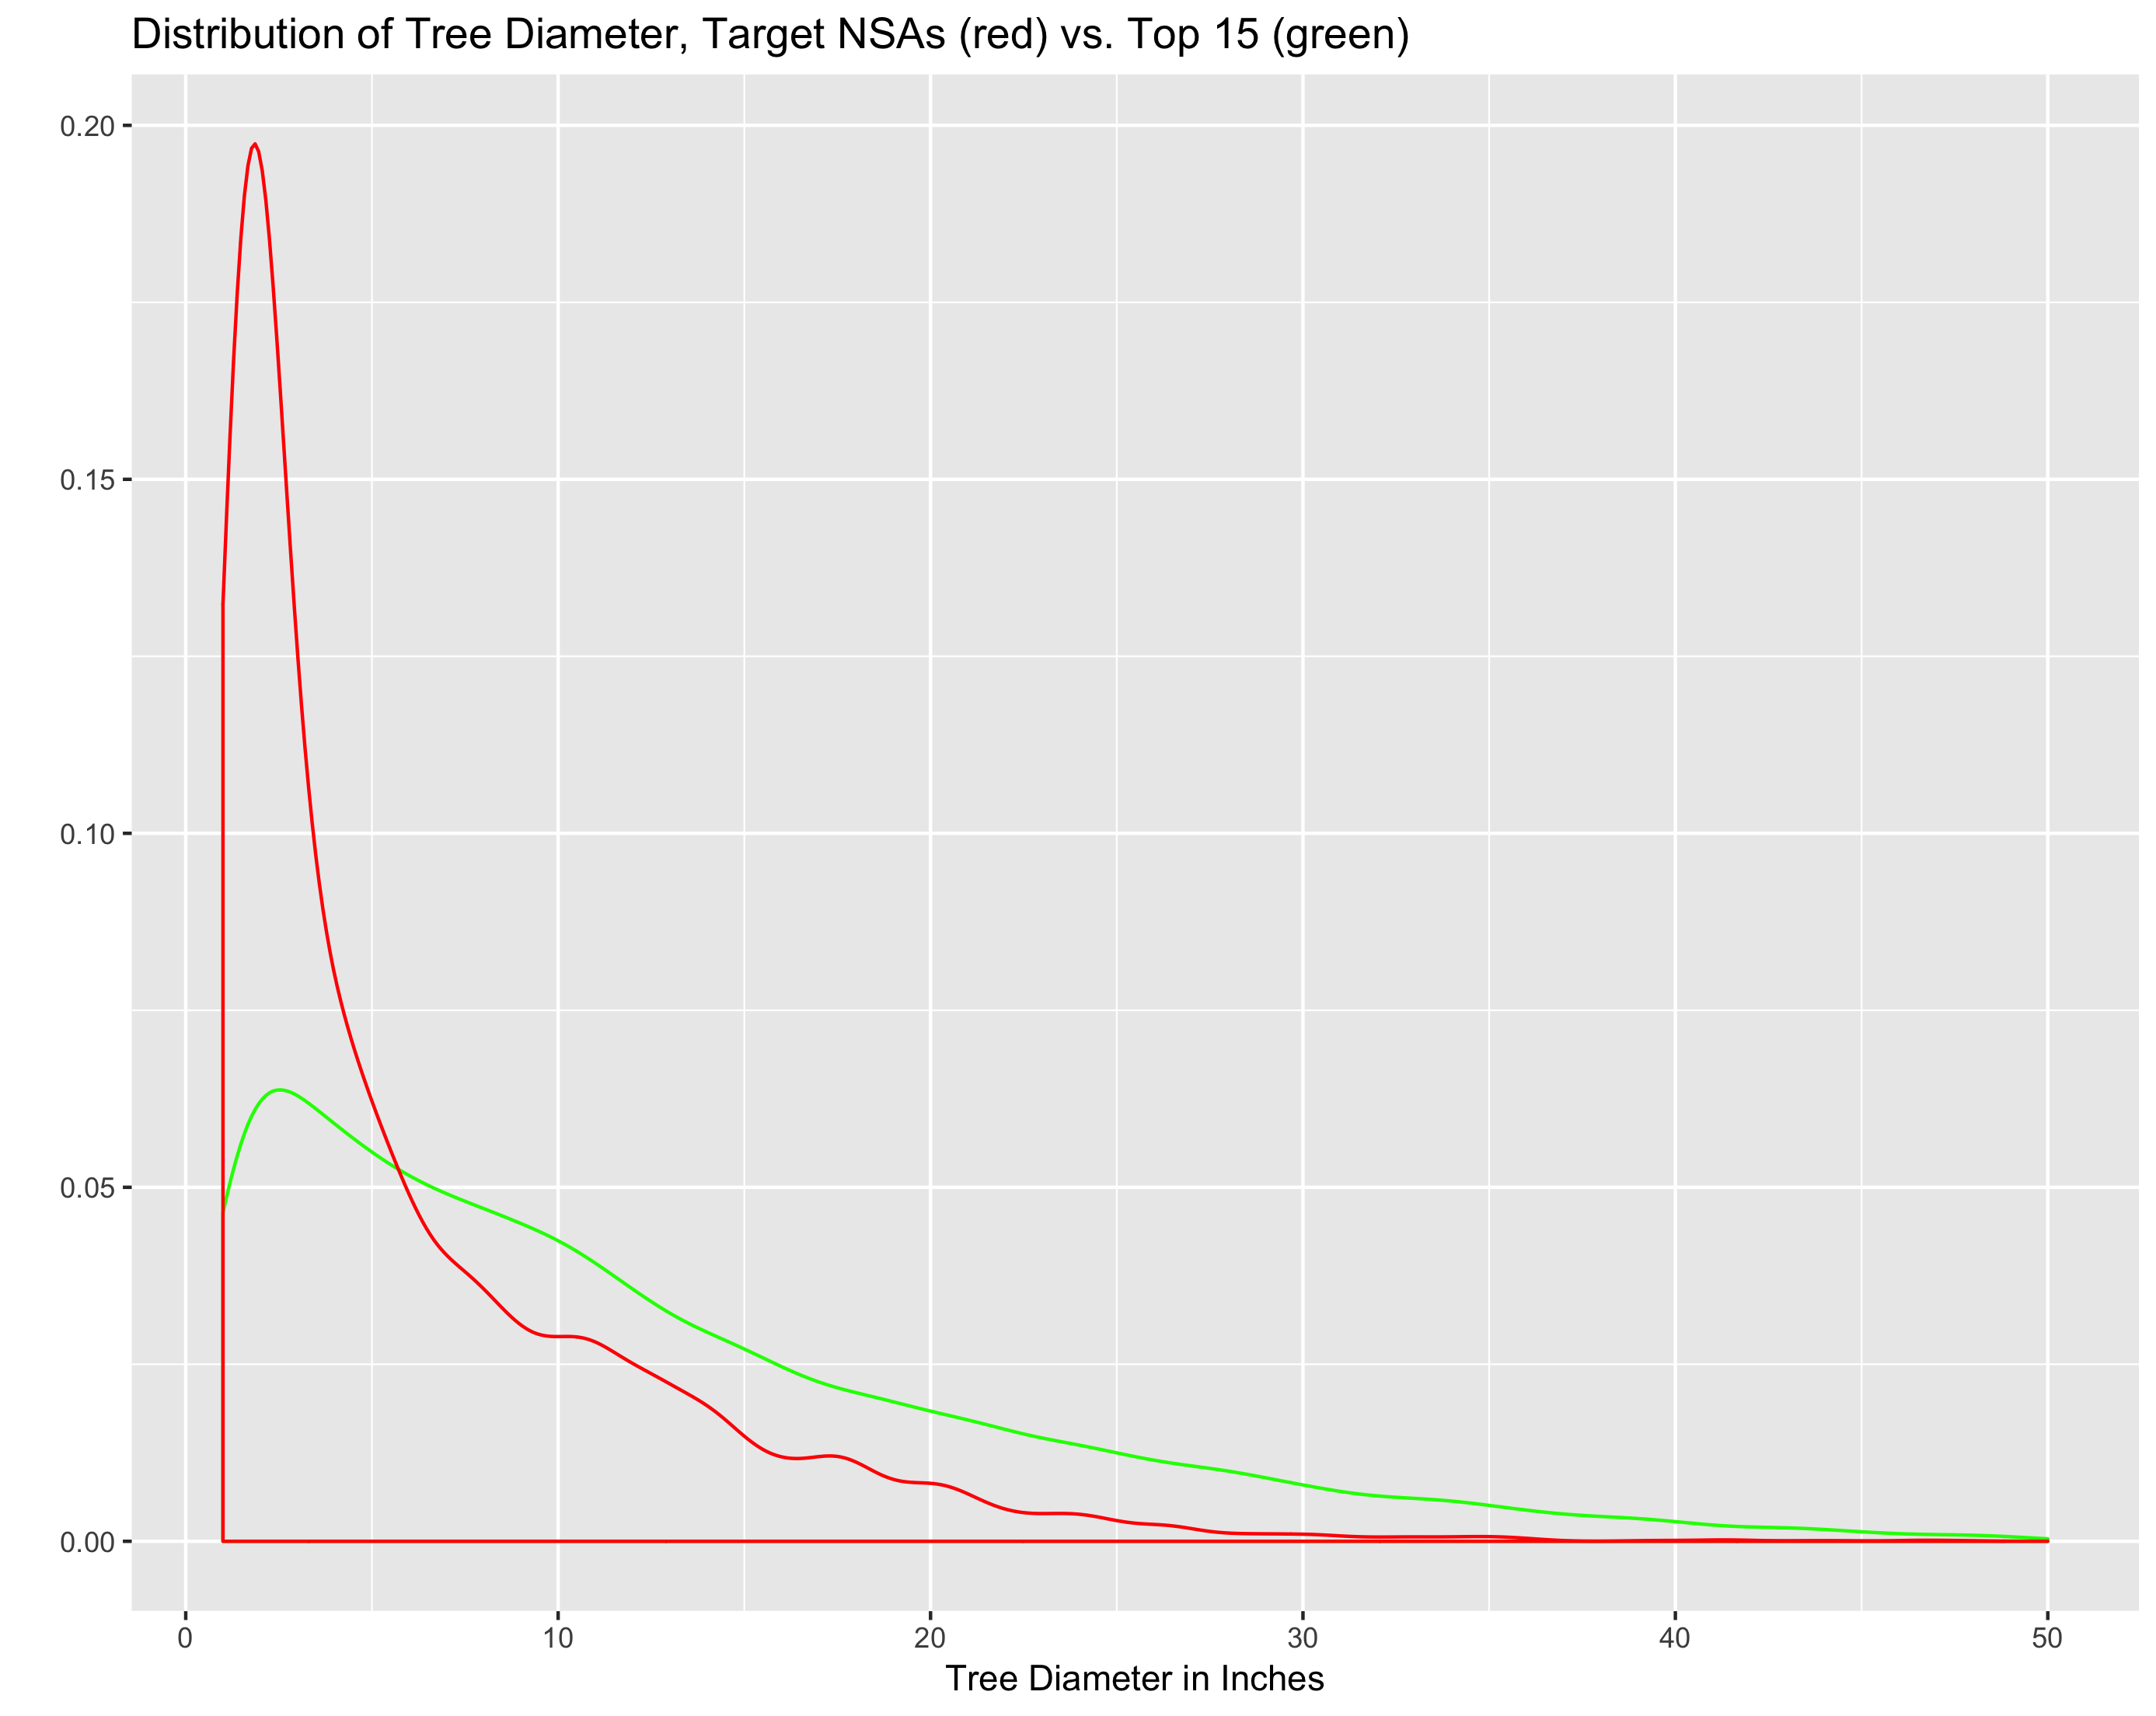 Distribution of Tree Diameter, Target NSAs (red) vs. Top 15 (green)
0.20
0.15
0.10
0.05
0.00
0 10 20 30 40 50
Tree Diameter in Inches